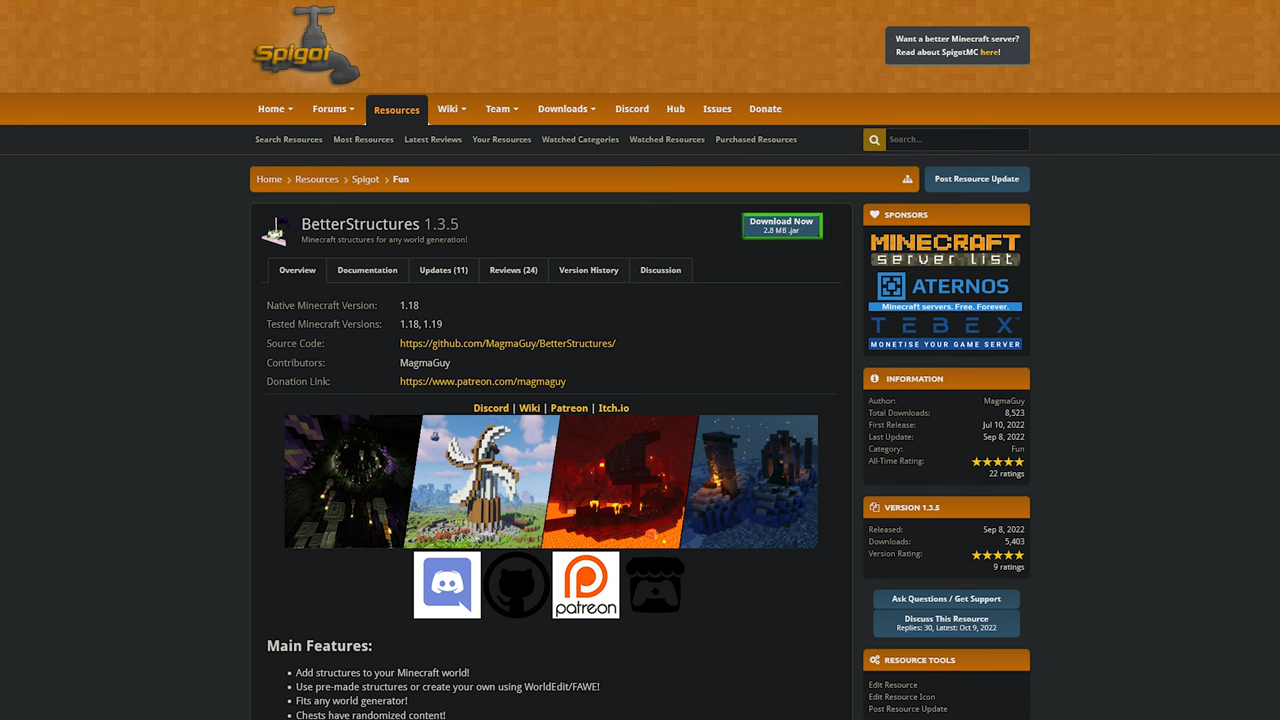 Spigot
Want a better Minecraft server?
Read about SpigotMC here!
Home Forums Resources Wiki Team Downloads Discord Hub Issues Donate
Search Resources Most Resources Latest Reviews Your Resources Watched Categories Watched Resources Purchased Resources
Search...
Home Resources Spigot Fun
Post Resource Update
BetterStructures 1.3.5
Minecraft structures for any world generation!
Download Now
2.8 MB .jar
Overview Documentation Updates (11) Reviews (24) Version History Discussion
Native Minecraft Version: 1.18
Tested Minecraft Versions: 1.18, 1.19
Source Code: https://github.com/MagmaGuy/BetterStructures/
Contributors: MagmaGuy
Donation Link: https://www.patreon.com/magmaguy
Discord | Wiki | Patreon | Itch.io
patreon
Main Features:
• Add structures to your Minecraft world!
• Use pre-made structures or create your own using WorldEdit/FAWE!
• Fits any world generator!
• Chests have randomized content!
SPONSORS
MINECRAFT
server list
ATERNOS
Minecraft servers. Free. Forever.
TEBEX™
MONETISE YOUR GAME SERVER
INFORMATION
Author: MagmaGuy
Total Downloads: 8,523
First Release: Jul 10, 2022
Last Update: Sep 8, 2022
Category: Fun
All-Time Rating:
22 ratings
VERSION 1.3.5
Released: Sep 8, 2022
Downloads: 5,403
Version Rating:
9 ratings
Ask Questions / Get Support
Discuss This Resource
Replies: 30, Latest: Oct 9, 2022
RESOURCE TOOLS
Edit Resource
Edit Resource Icon
Post Resource Update